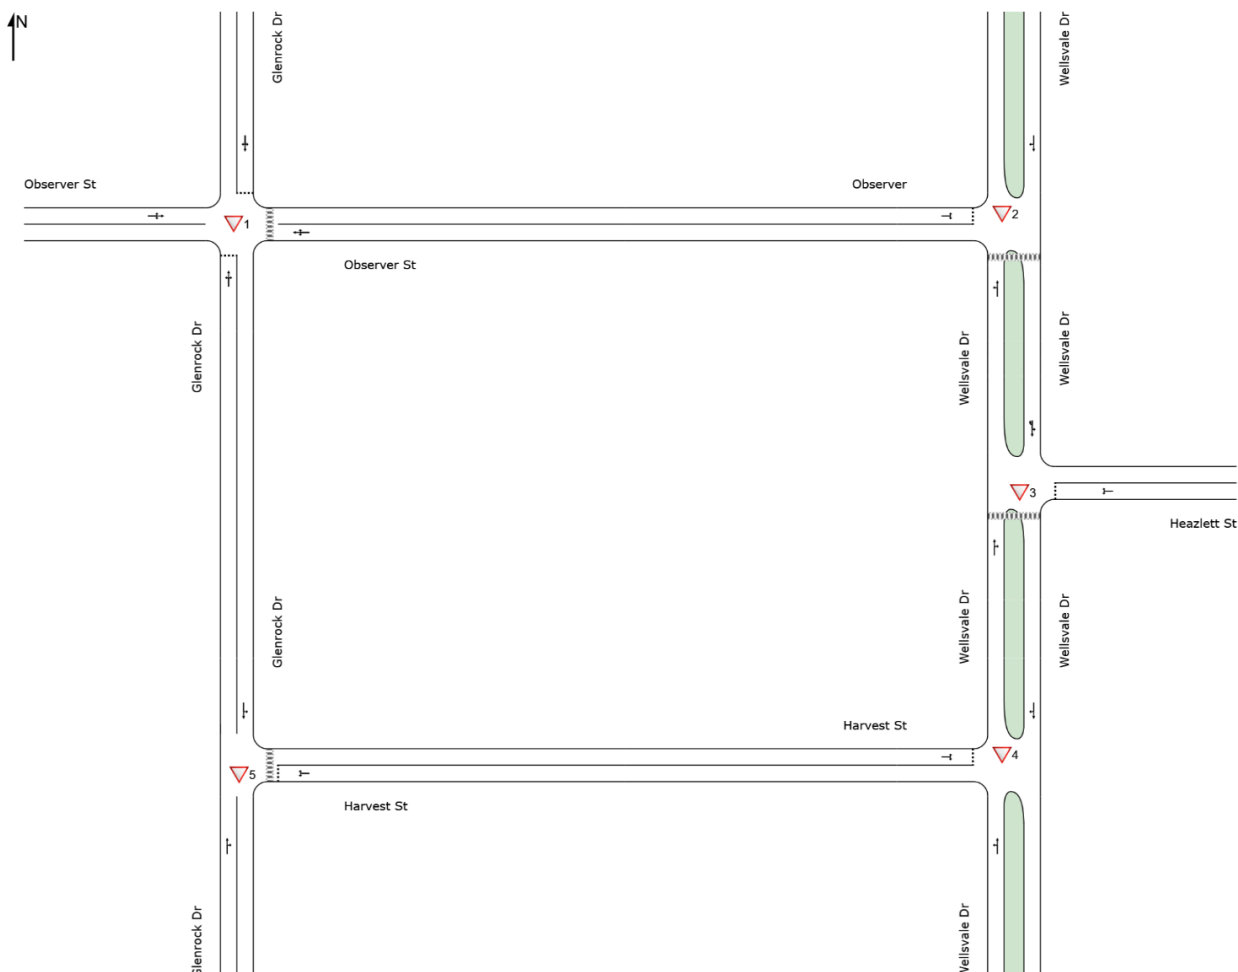 N
Glenrock Dr
Wellsvale Dr
Observer St
Observer
1
2
Observer St
Glenrock Dr
Wellsvale Dr
Wellsvale Dr
3
Heazlett St
Glenrock Dr
Wellsvale Dr
Wellsvale Dr
Harvest St
5
4
Harvest St
Glenrock Dr
Wellsvale Dr